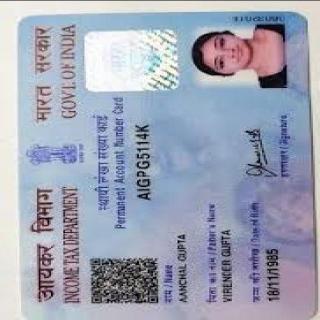 आयकर विभाग
INCOME TAX DEPARTMENT
भारत सरकार
GOVT. OF INDIA
स्थायी लेखा संख्या कार्ड
Permanent Account Number Card
AIGPG5114K
नाम / Name
AANCHAL GUPTA
पिता का नाम / Father's Name
VIRENDER GUPTA
जन्म की तारीख / Date of Birth
16/11/1985
हस्ताक्षर / Signature